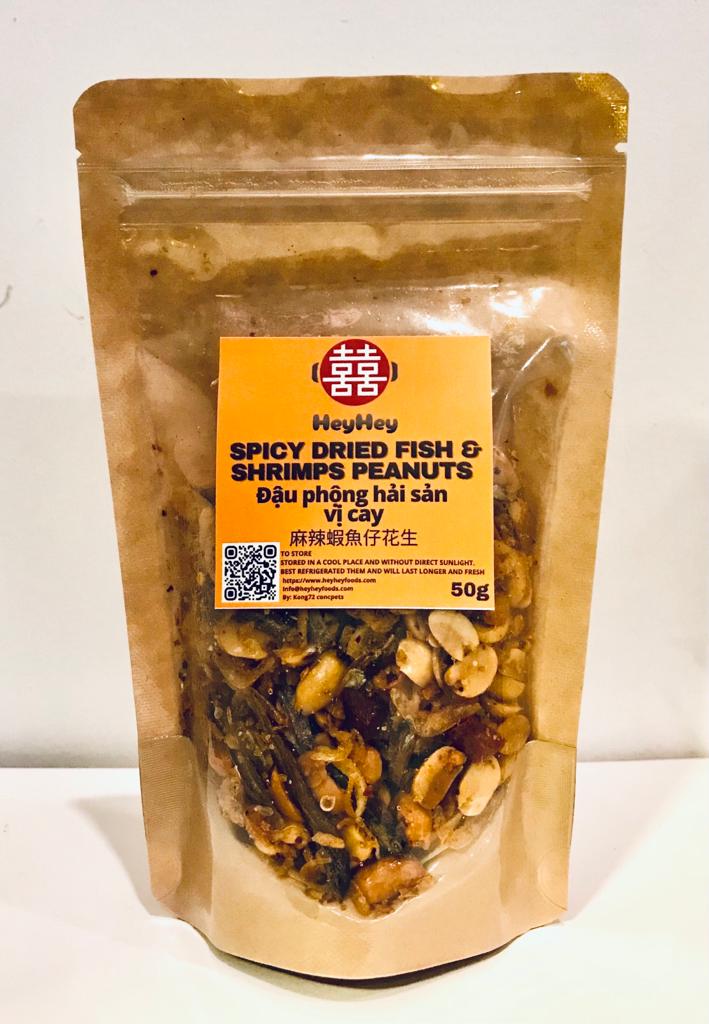 囍
HeyHey
SPICY DRIED FISH &
SHRIMPS PEANUTS
Đậu phộng hải sản
vị cay
麻辣蝦魚仔花生
TO STORE
STORED IN A COOL PLACE AND WITHOUT DIRECT SUNLIGHT.
BEST REFRIGERATED THEM AND WILL LAST LONGER AND FRESH
https://www.heyheyfoods.com
info@heyheyfoods.com
By: Kong72 concpets
50g